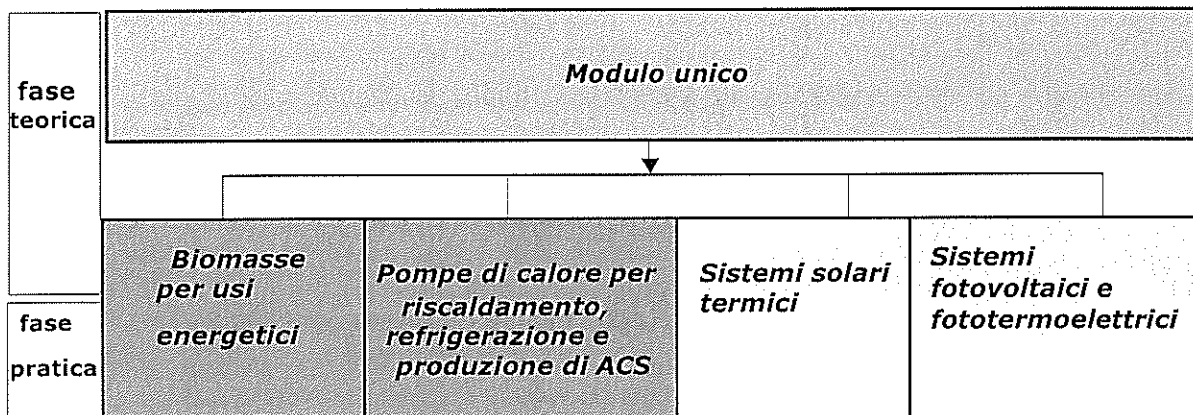 fase
teorica
Modulo unico
Biomasse
per usi
energetici
Pompe di calore per
riscaldamento,
refrigerazione e
produzione di ACS
Sistemi solari
termici
Sistemi
fotovoltaici e
fototermoelettrici
fase
pratica